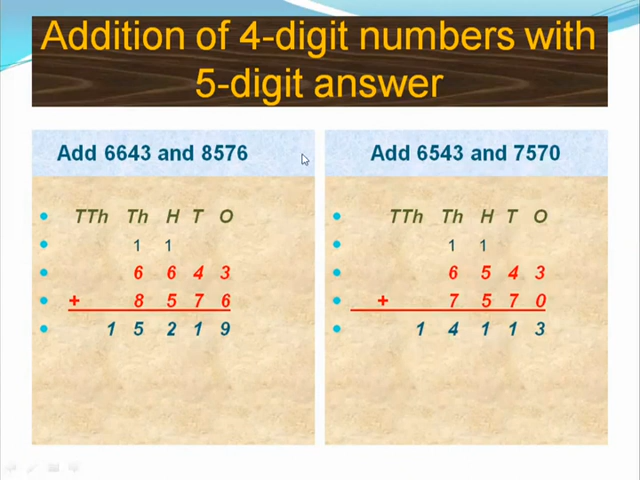 Addition of 4-digit numbers with
5-digit answer
Add 6643 and 8576
• TTh Th H T O
• 1 1
• 6 6 4 3
• + 8 5 7 6
• 1 5 2 1 9
Add 6543 and 7570
• TTh Th H T O
• 1 1
• 6 5 4 3
• + 7 5 7 0
• 1 4 1 1 3